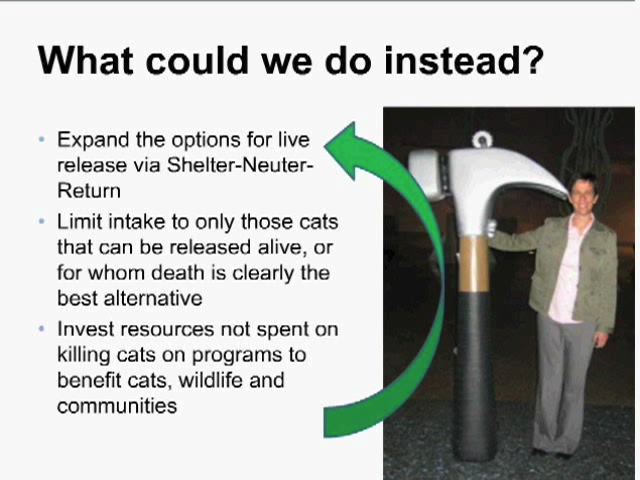 What could we do instead?
• Expand the options for live
release via Shelter-Neuter-
Return
• Limit intake to only those cats
that can be released alive, or
for whom death is clearly the
best alternative
• Invest resources not spent on
killing cats on programs to
benefit cats, wildlife and
communities